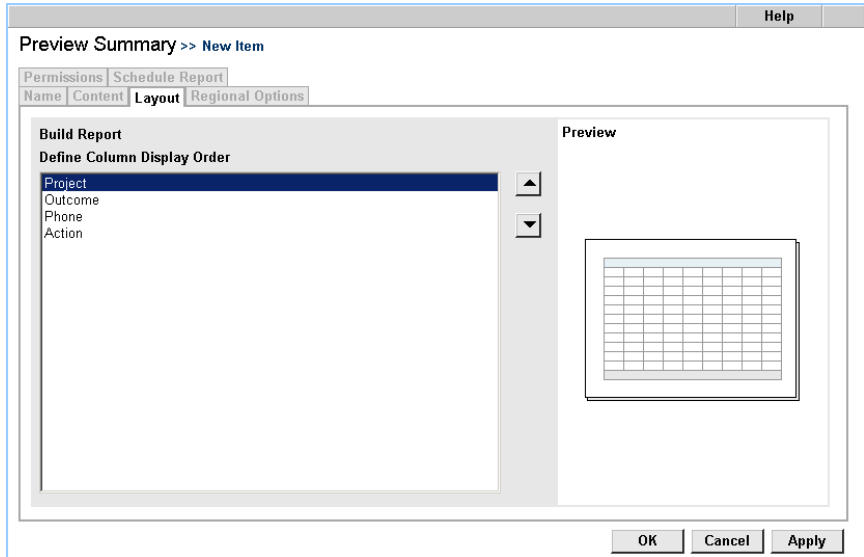 Help
Preview Summary >> New Item
Permissions Schedule Report
Name Content Layout Regional Options
Build Report
Define Column Display Order
Project
Outcome
Phone
Action
Preview
OK Cancel Apply